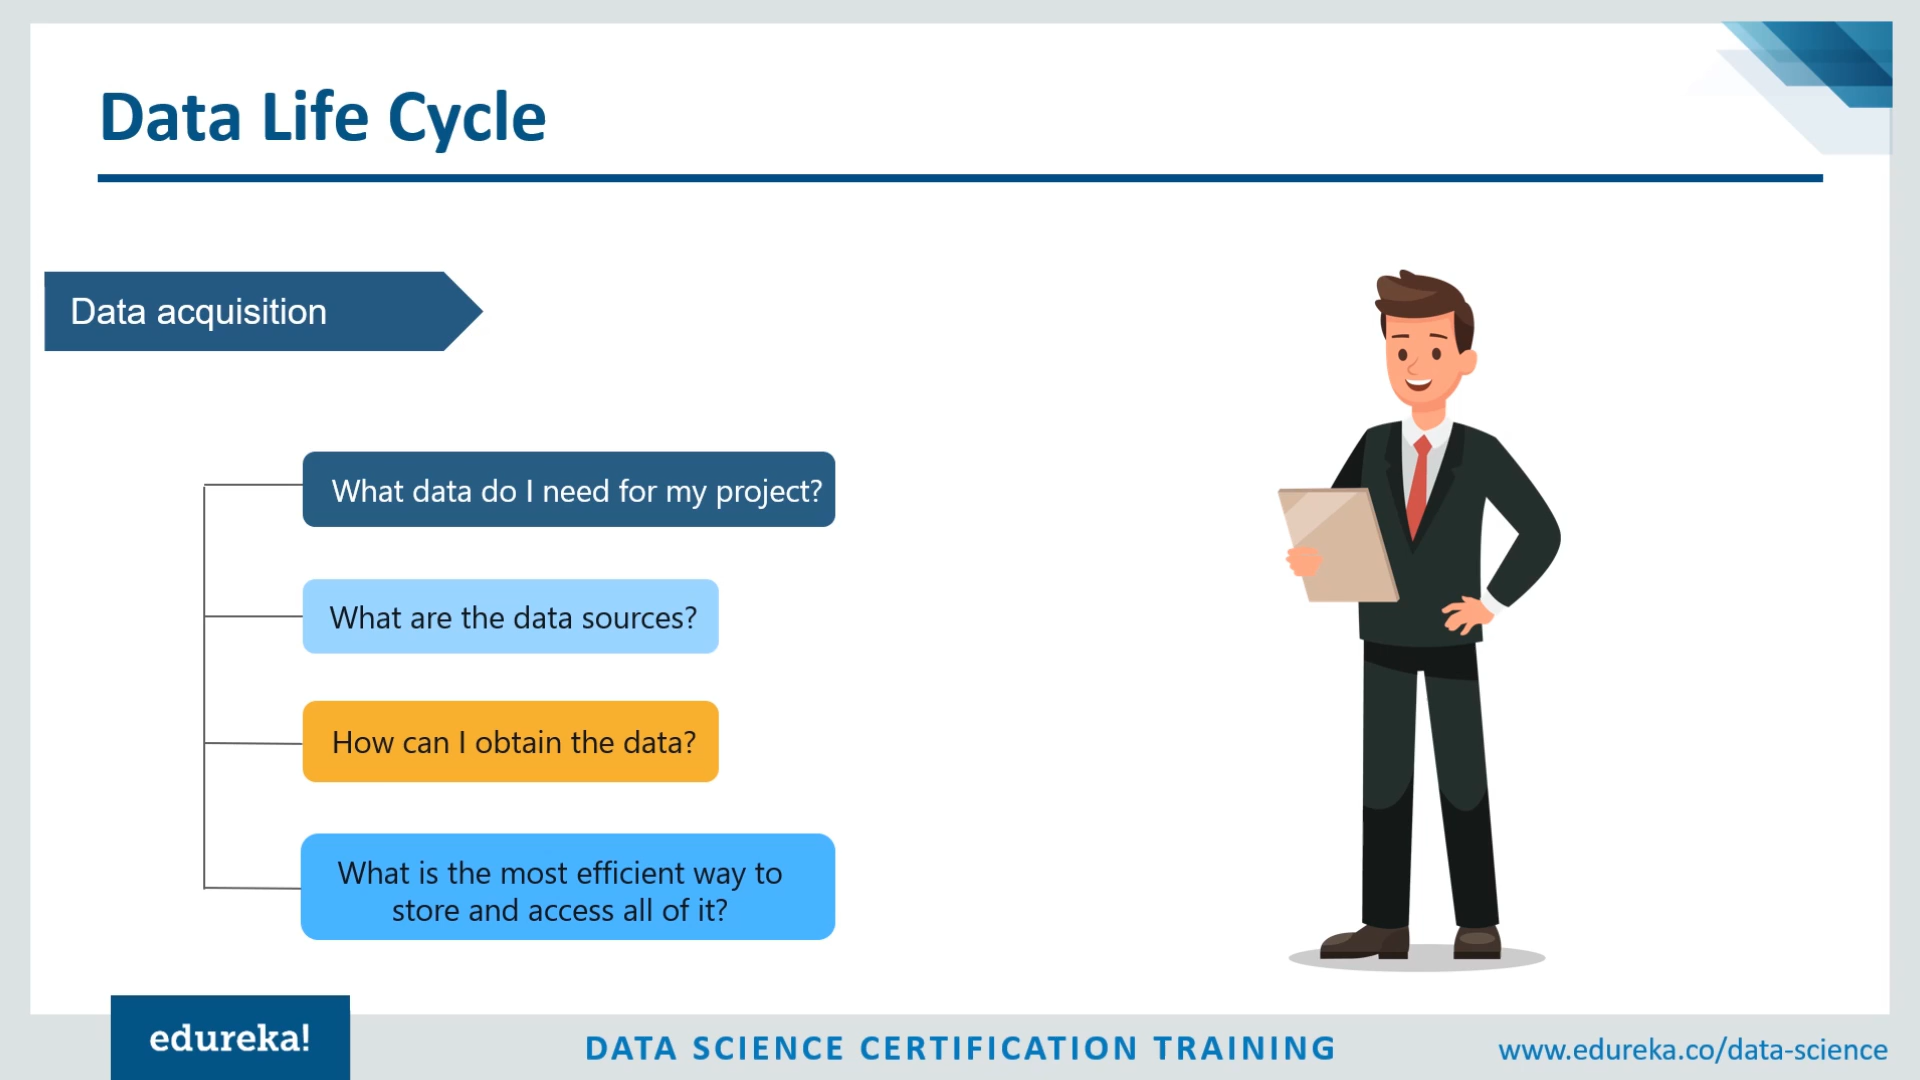 Data Life Cycle
Data acquisition
What data do I need for my project?
What are the data sources?
How can I obtain the data?
What is the most efficient way to
store and access all of it?
edureka!
DATA SCIENCE CERTIFICATION TRAINING
www.edureka.co/data-science